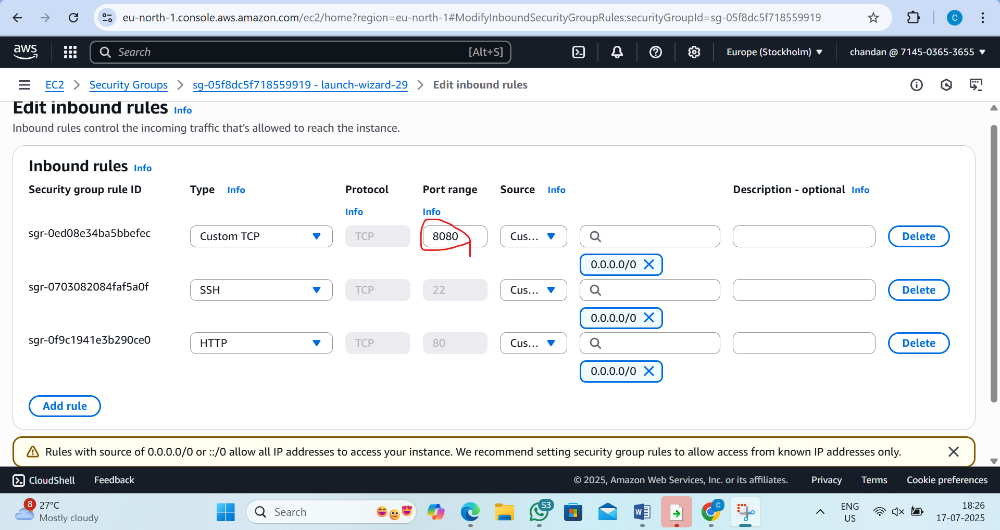 eu-north-1.console.aws.amazon.com/ec2/home?region=eu-north-1#ModifyInboundSecurityGroupRules:securityGroupId=sg-05f8dc5f718559919
C
aws
Search [Alt+S]
Europe (Stockholm)
chandan @ 7145-0365-3655
EC2 Security Groups sg-05f8dc5f718559919 - launch-wizard-29 Edit inbound rules
Edit inbound rules Info
Inbound rules control the incoming traffic that's allowed to reach the instance.
Inbound rules Info
Security group rule ID Type Info Protocol Port range Source Info Description - optional Info
Info Info
sgr-0ed08e34ba5bbefec Custom TCP TCP 8080 Cus... Delete
0.0.0.0/0
sgr-0703082084faf5a0f SSH TCP 22 Cus... Delete
0.0.0.0/0
sgr-0f9c1941e3b290ce0 HTTP TCP 80 Cus... Delete
0.0.0.0/0
Add rule
Rules with source of 0.0.0.0/0 or ::/0 allow all IP addresses to access your instance. We recommend setting security group rules to allow access from known IP addresses only.
CloudShell Feedback © 2025, Amazon Web Services, Inc. or its affiliates. Privacy Terms Cookie preferences
8
27°C
Mostly cloudy
Search
53
W
C
ENG
US
18:26
17-07-2025